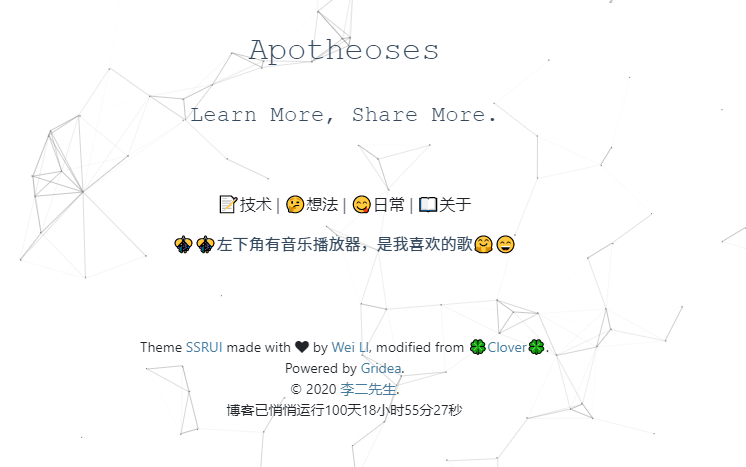 Apotheoses
Learn More, Share More.
📝技术 | 🤔想法 | 😋日常 | 📖关于
🐝🐝左下角有音乐播放器，是我喜欢的歌🤗😄
Theme SSRUI made with ❤ by Wei LI, modified from 🍀Clover🍀.
Powered by Gridea.
© 2020 李二先生.
博客已悄悄运行100天18小时55分27秒